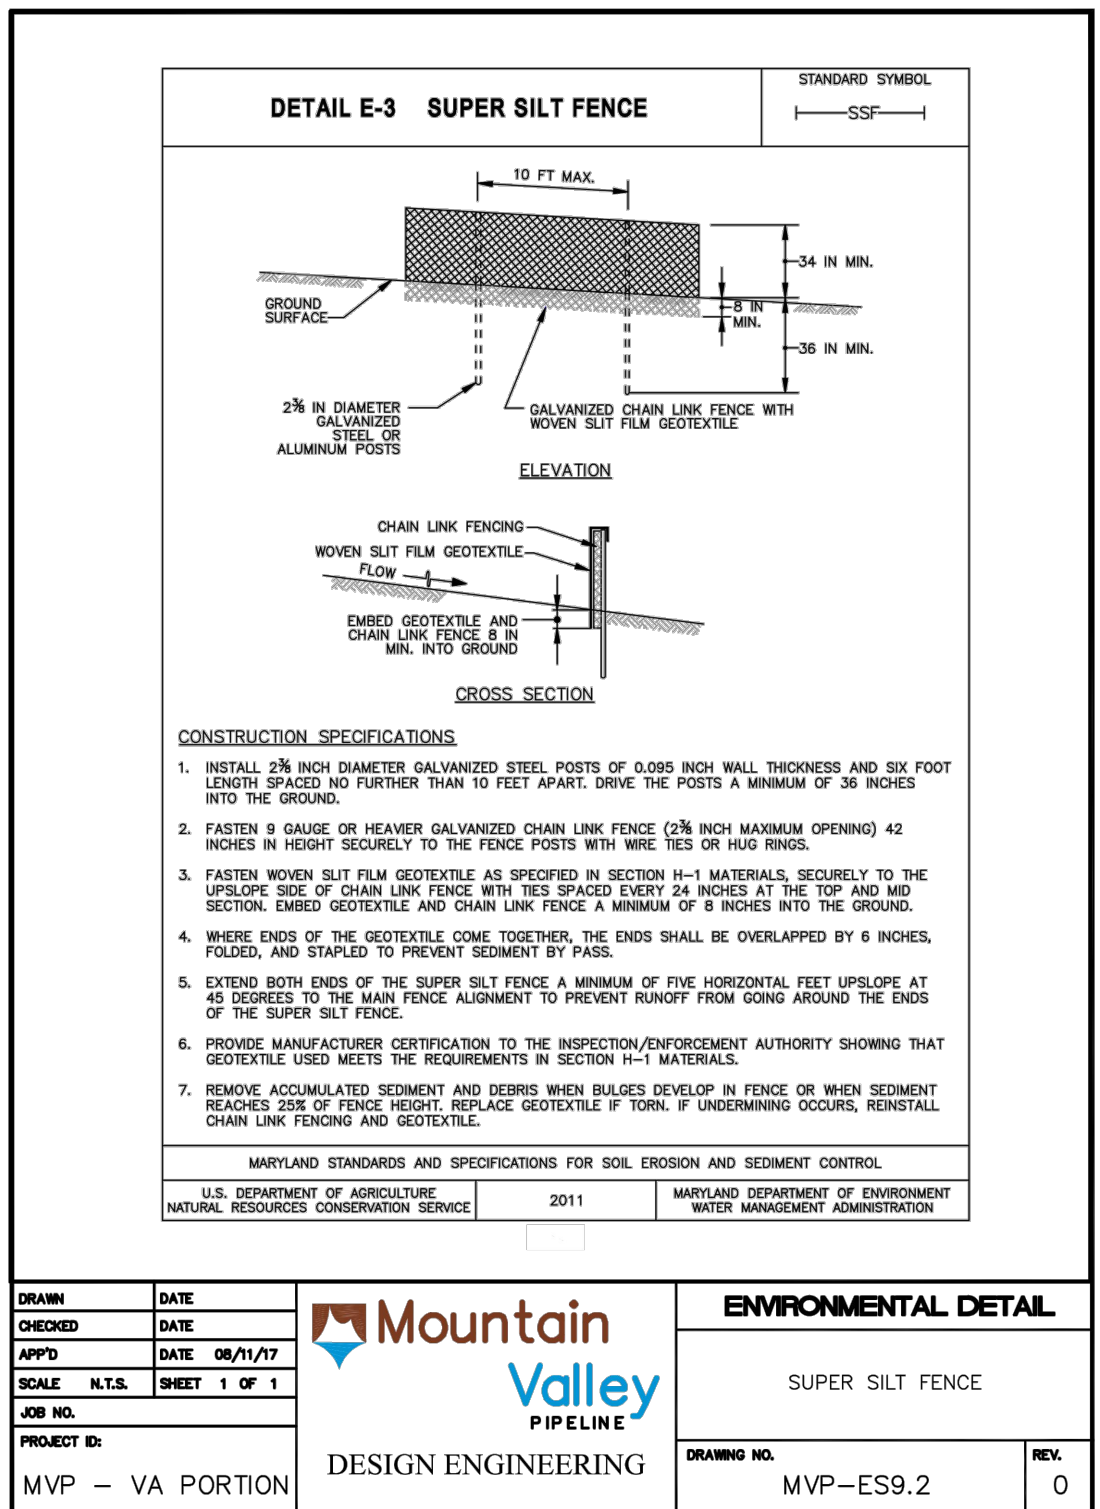 DETAIL E-3 SUPER SILT FENCE
STANDARD SYMBOL
SSF
10 FT MAX.
34 IN MIN.
GROUND
SURFACE
8 IN
MIN.
36 IN MIN.
2⅜ IN DIAMETER
GALVANIZED
STEEL OR
ALUMINUM POSTS
GALVANIZED CHAIN LINK FENCE WITH
WOVEN SLIT FILM GEOTEXTILE
ELEVATION
CHAIN LINK FENCING
WOVEN SLIT FILM GEOTEXTILE
FLOW
EMBED GEOTEXTILE AND
CHAIN LINK FENCE 8 IN
MIN. INTO GROUND
CROSS SECTION
CONSTRUCTION SPECIFICATIONS
1. INSTALL 2⅜ INCH DIAMETER GALVANIZED STEEL POSTS OF 0.095 INCH WALL THICKNESS AND SIX FOOT
LENGTH SPACED NO FURTHER THAN 10 FEET APART. DRIVE THE POSTS A MINIMUM OF 36 INCHES
INTO THE GROUND.
2. FASTEN 9 GAUGE OR HEAVIER GALVANIZED CHAIN LINK FENCE (2⅜ INCH MAXIMUM OPENING) 42
INCHES IN HEIGHT SECURELY TO THE FENCE POSTS WITH WIRE TIES OR HUG RINGS.
3. FASTEN WOVEN SLIT FILM GEOTEXTILE AS SPECIFIED IN SECTION H-1 MATERIALS, SECURELY TO THE
UPSLOPE SIDE OF CHAIN LINK FENCE WITH TIES SPACED EVERY 24 INCHES AT THE TOP AND MID
SECTION. EMBED GEOTEXTILE AND CHAIN LINK FENCE A MINIMUM OF 8 INCHES INTO THE GROUND.
4. WHERE ENDS OF THE GEOTEXTILE COME TOGETHER, THE ENDS SHALL BE OVERLAPPED BY 6 INCHES,
FOLDED, AND STAPLED TO PREVENT SEDIMENT BY PASS.
5. EXTEND BOTH ENDS OF THE SUPER SILT FENCE A MINIMUM OF FIVE HORIZONTAL FEET UPSLOPE AT
45 DEGREES TO THE MAIN FENCE ALIGNMENT TO PREVENT RUNOFF FROM GOING AROUND THE ENDS
OF THE SUPER SILT FENCE.
6. PROVIDE MANUFACTURER CERTIFICATION TO THE INSPECTION/ENFORCEMENT AUTHORITY SHOWING THAT
GEOTEXTILE USED MEETS THE REQUIREMENTS IN SECTION H-1 MATERIALS.
7. REMOVE ACCUMULATED SEDIMENT AND DEBRIS WHEN BULGES DEVELOP IN FENCE OR WHEN SEDIMENT
REACHES 25% OF FENCE HEIGHT. REPLACE GEOTEXTILE IF TORN. IF UNDERMINING OCCURS, REINSTALL
CHAIN LINK FENCING AND GEOTEXTILE.
MARYLAND STANDARDS AND SPECIFICATIONS FOR SOIL EROSION AND SEDIMENT CONTROL
U.S. DEPARTMENT OF AGRICULTURE
NATURAL RESOURCES CONSERVATION SERVICE
2011
MARYLAND DEPARTMENT OF ENVIRONMENT
WATER MANAGEMENT ADMINISTRATION
DRAWN DATE
CHECKED DATE
APP'D DATE 08/11/17
SCALE N.T.S. SHEET 1 OF 1
JOB NO.
PROJECT ID:
MVP - VA PORTION
Mountain
Valley
PIPELINE
DESIGN ENGINEERING
ENVIRONMENTAL DETAIL
SUPER SILT FENCE
DRAWING NO.
MVP-ES9.2
REV.
0